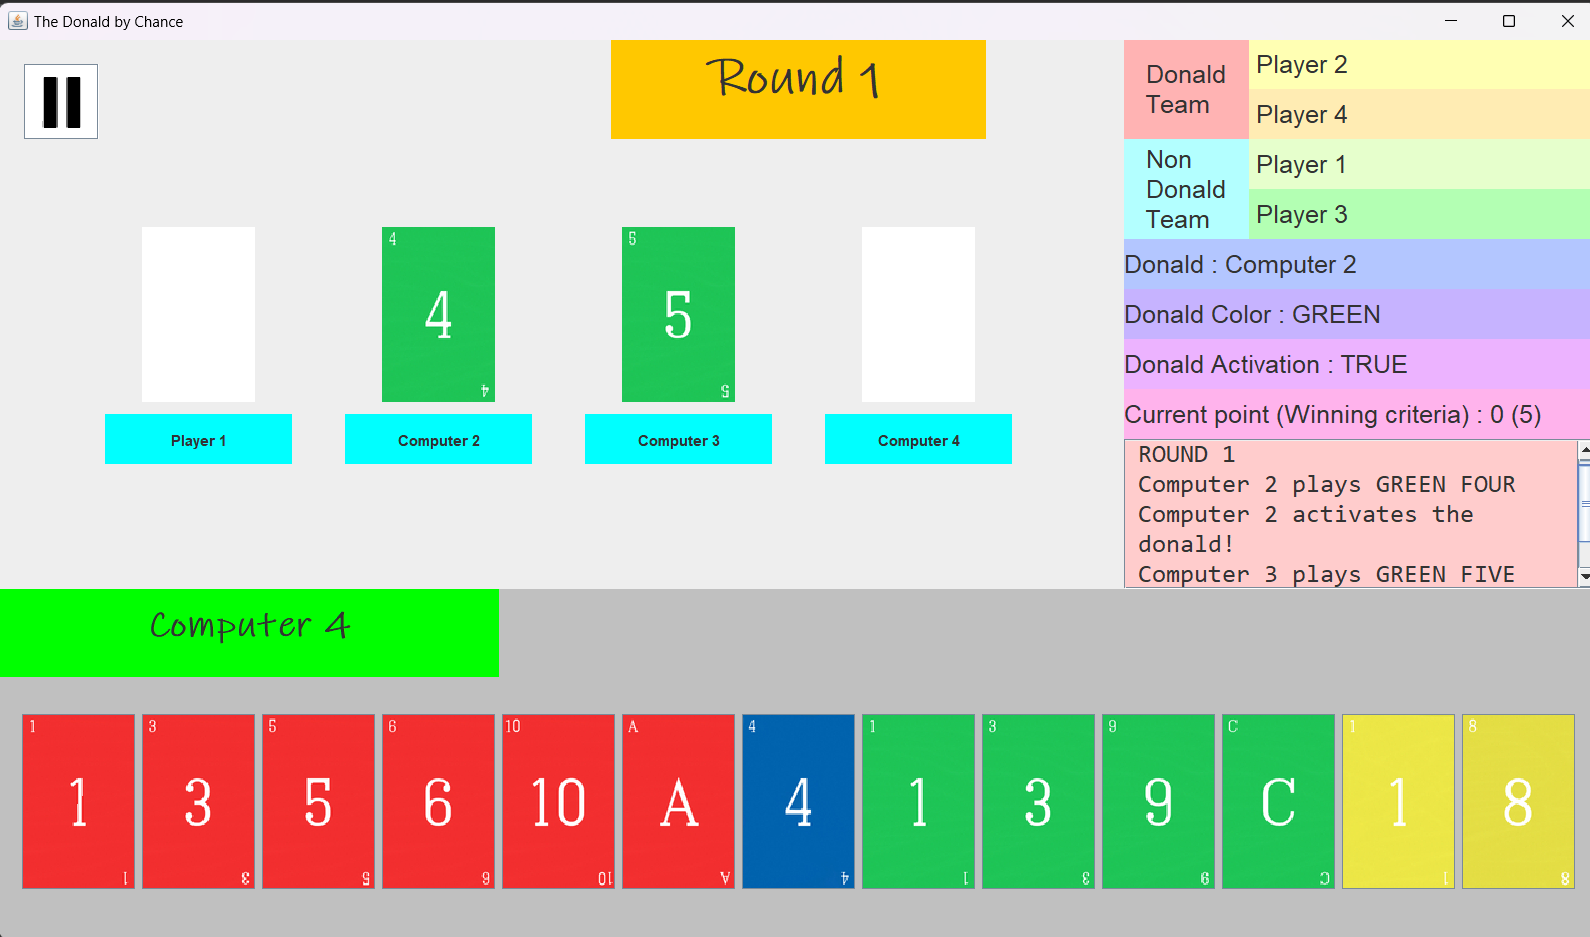 The Donald by Chance
Round 1
Donald
Team
Player 2
Player 4
Non
Donald
Team
Player 1
Player 3
Donald : Computer 2
Donald Color : GREEN
Donald Activation : TRUE
Current point (Winning criteria) : 0 (5)
ROUND 1
Computer 2 plays GREEN FOUR
Computer 2 activates the
donald!
Computer 3 plays GREEN FIVE
4
4
4
5
5
5
Player 1
Computer 2
Computer 3
Computer 4
Computer 4
1
1
1
3
3
3
5
5
5
6
6
6
10
10
10
A
A
A
4
4
4
1
1
1
3
3
3
9
9
9
C
C
C
1
1
1
8
8
8